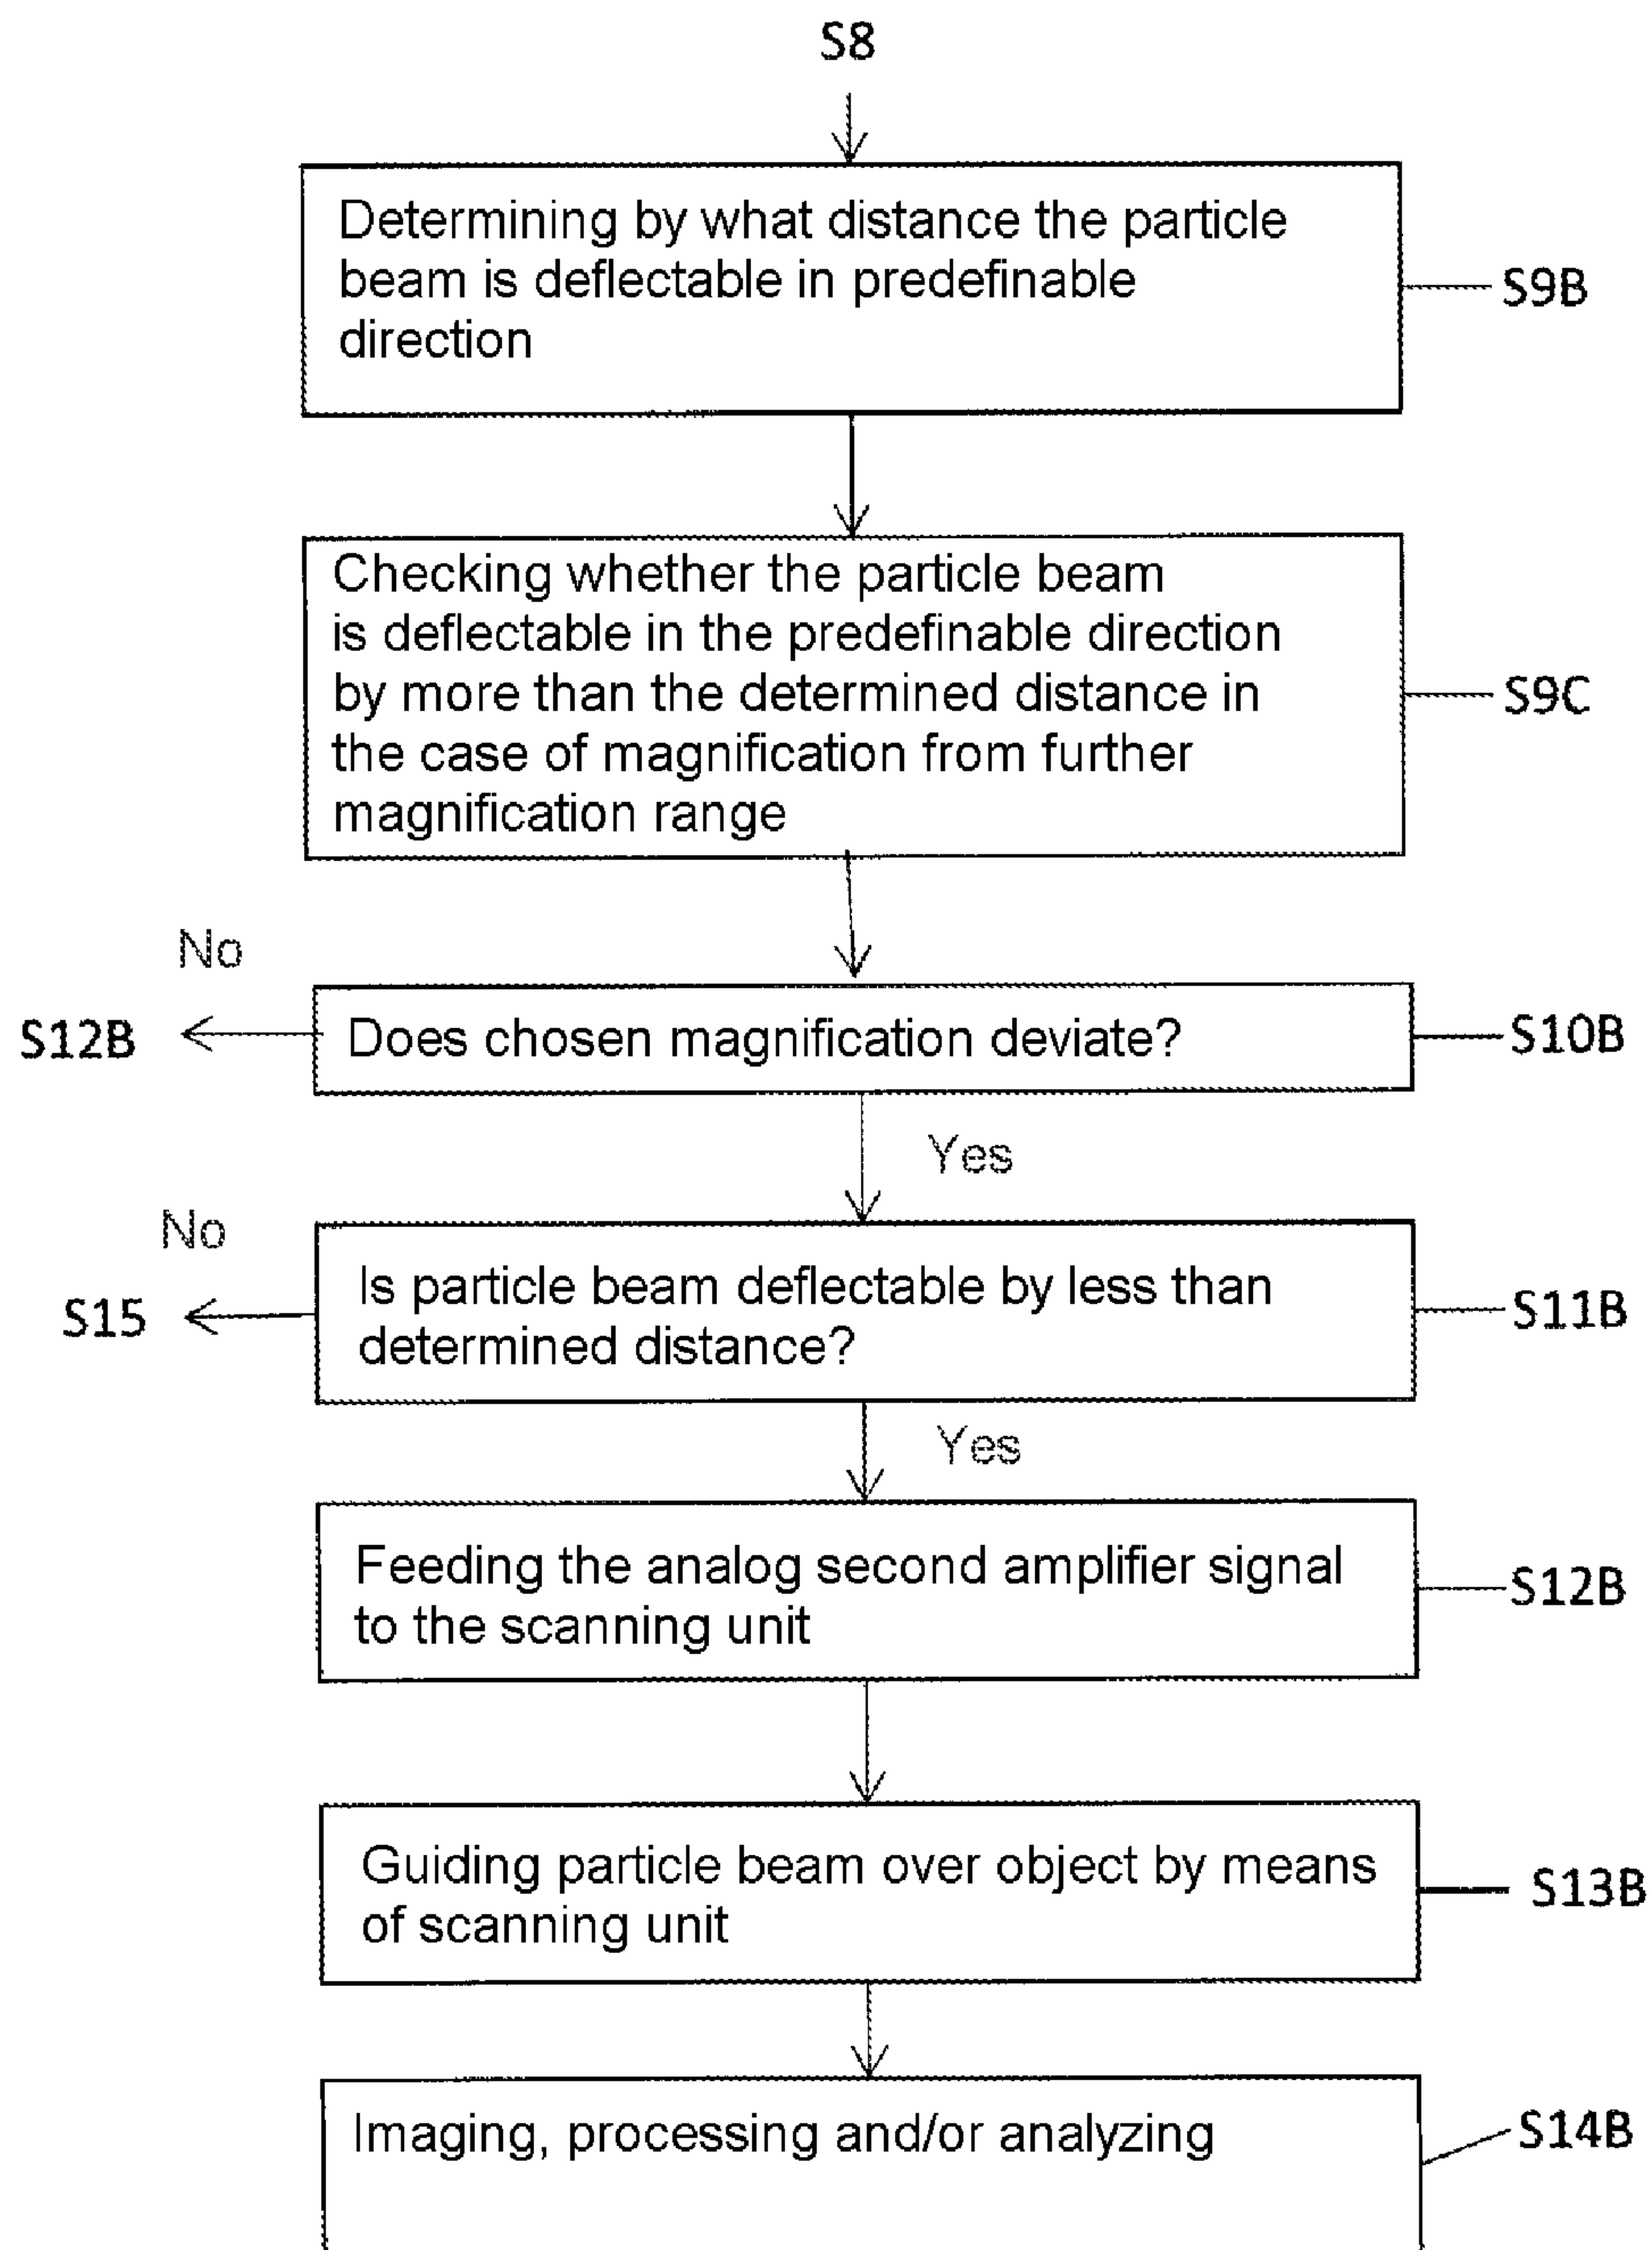 S8
Determining by what distance the particle
beam is deflectable in predefinable
direction
S9B
Checking whether the particle beam
is deflectable in the predefinable direction
by more than the determined distance in
the case of magnification from further
magnification range
S9C
No
S12B
Does chosen magnification deviate?
S10B
Yes
No
S15
Is particle beam deflectable by less than
determined distance?
S11B
Yes
Feeding the analog second amplifier signal
to the scanning unit
S12B
Guiding particle beam over object by means
of scanning unit
S13B
Imaging, processing and/or analyzing
S14B